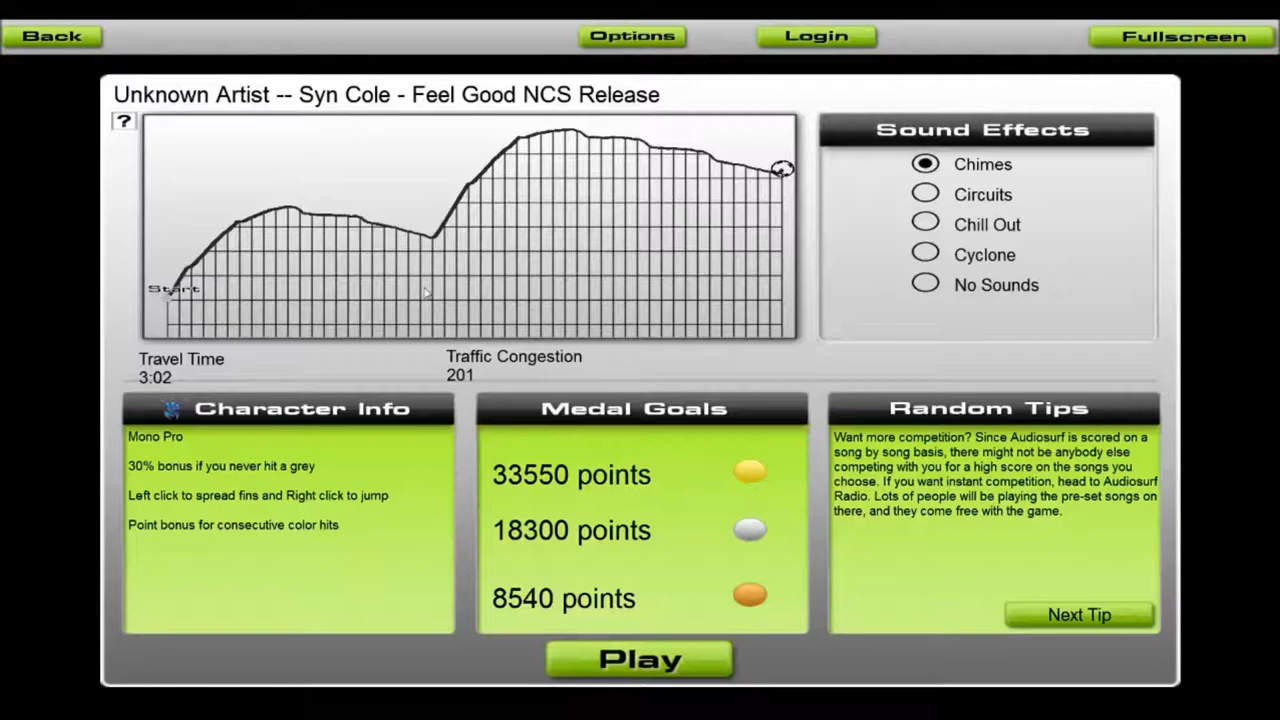 Back
Options
Login
Fullscreen
Unknown Artist -- Syn Cole - Feel Good NCS Release
?
Start
Travel Time
3:02
Traffic Congestion
201
Sound Effects
Chimes
Circuits
Chill Out
Cyclone
No Sounds
Character Info
Mono Pro
30% bonus if you never hit a grey
Left click to spread fins and Right click to jump
Point bonus for consecutive color hits
Medal Goals
33550 points
18300 points
8540 points
Random Tips
Want more competition? Since Audiosurf is scored on a
song by song basis, there might not be anybody else
competing with you for a high score on the songs you
choose. If you want instant competition, head to Audiosurf
Radio. Lots of people will be playing the pre-set songs on
there, and they come free with the game.
Next Tip
Play